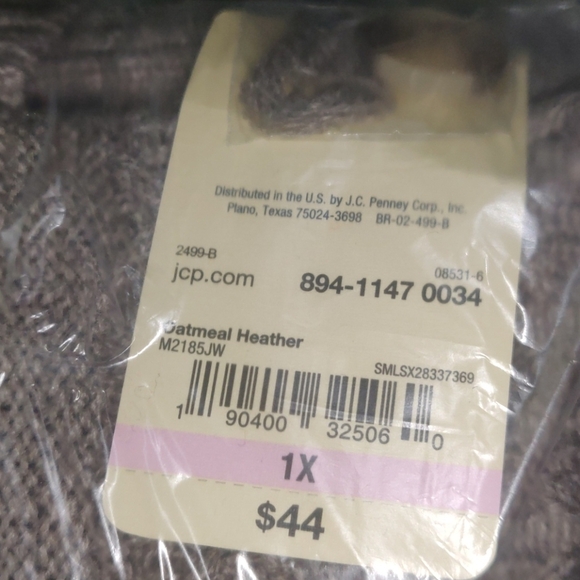 Distributed in the U.S. by J.C. Penney Corp., Inc.
Plano, Texas 75024-3698 BR-02-499-B
2499-B
08531-6
jcp.com 894-1147 0034
Oatmeal Heather
M2185JW
SMLSX28337369
1 90400 32506 0
1X
$44